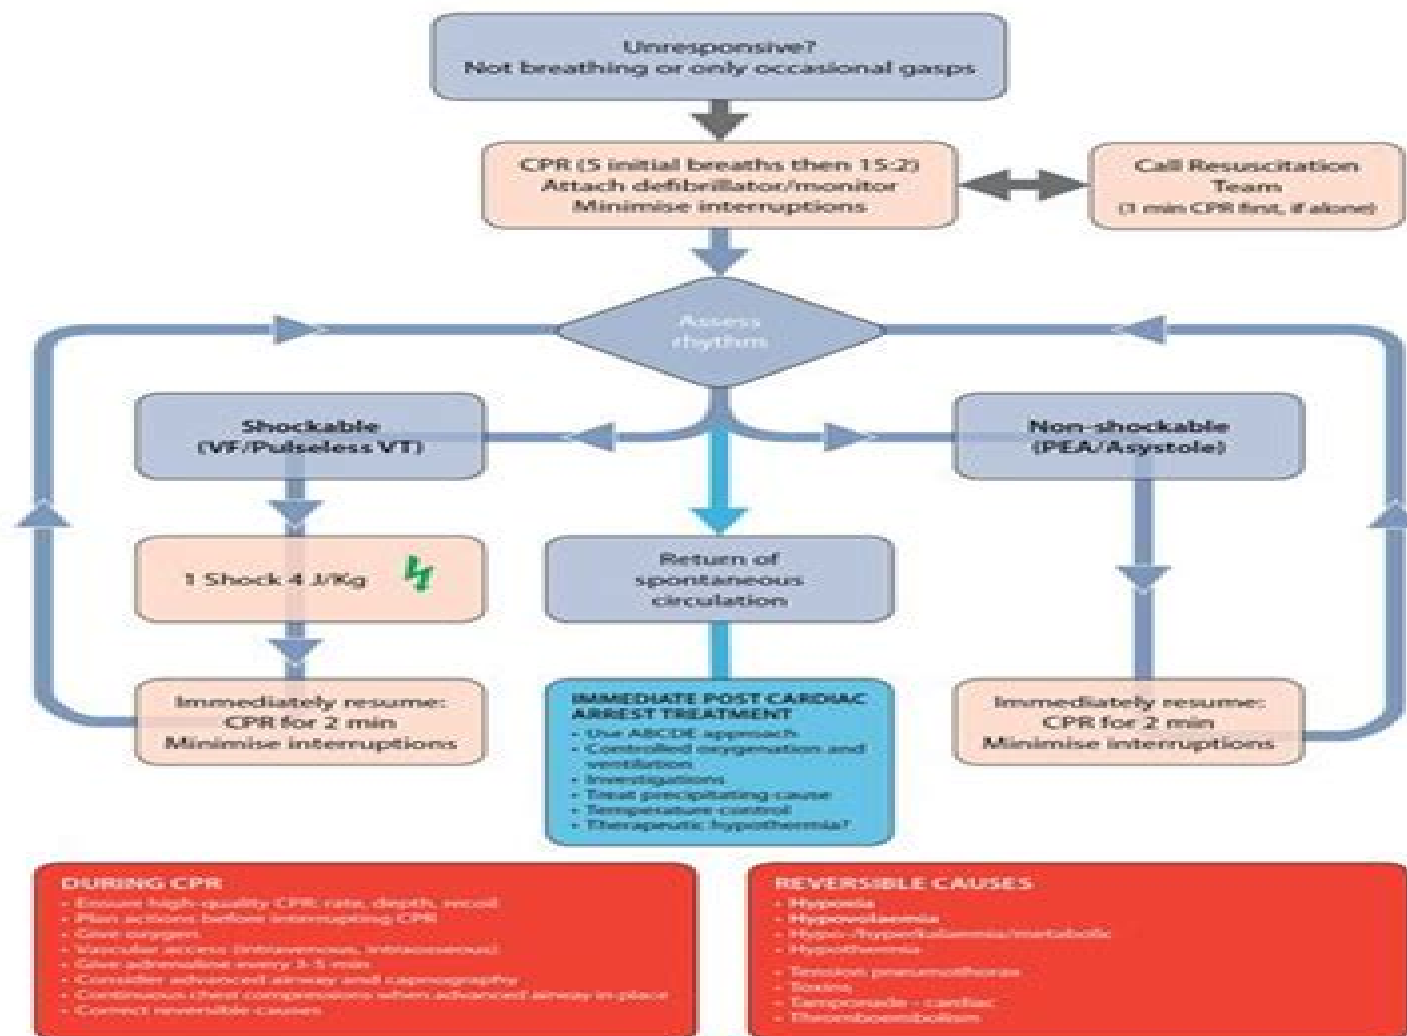 Unresponsive?
Not breathing or only occasional gasps
CPR (5 initial breaths then 15:2)
Attach defibrillator/monitor
Minimise interruptions
Call Resuscitation
Team
(1 min CPR first, if alone)
Assess
rhythm
Shockable
(VF/Pulseless VT)
Non-shockable
(PEA/Asystole)
1 Shock 4 J/Kg
Return of
spontaneous
circulation
Immediately resume:
CPR for 2 min
Minimise interruptions
IMMEDIATE POST CARDIAC
ARREST TREATMENT
• Use ABCDE approach
• Controlled oxygenation and
ventilation
• Investigations
• Treat precipitating cause
• Temperature control
• Therapeutic hypothermia?
Immediately resume:
CPR for 2 min
Minimise interruptions
DURING CPR
• Ensure high-quality CPR: rate, depth, recoil
• Plan actions before interrupting CPR
• Give oxygen
• Vascular access (intravenous, intraosseous)
• Give adrenaline every 3-5 min
• Consider advanced airway and capnography
• Continuous chest compressions when advanced airway in place
• Correct reversible causes
REVERSIBLE CAUSES
• Hypoxia
• Hypovolaemia
• Hypo-/hyperkalaemia/metabolic
• Hypothermia
• Tension pneumothorax
• Toxins
• Tamponade - cardiac
• Thromboembolism